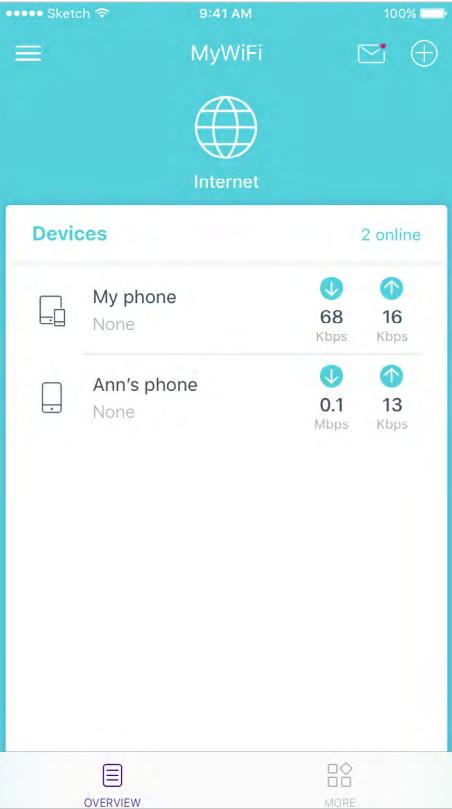 Sketch 9:41 AM 100%
MyWiFi
Internet
Devices 2 online
My phone
None
68 16
Kbps Kbps
Ann's phone
None
0.1 13
Mbps Kbps
OVERVIEW MORE